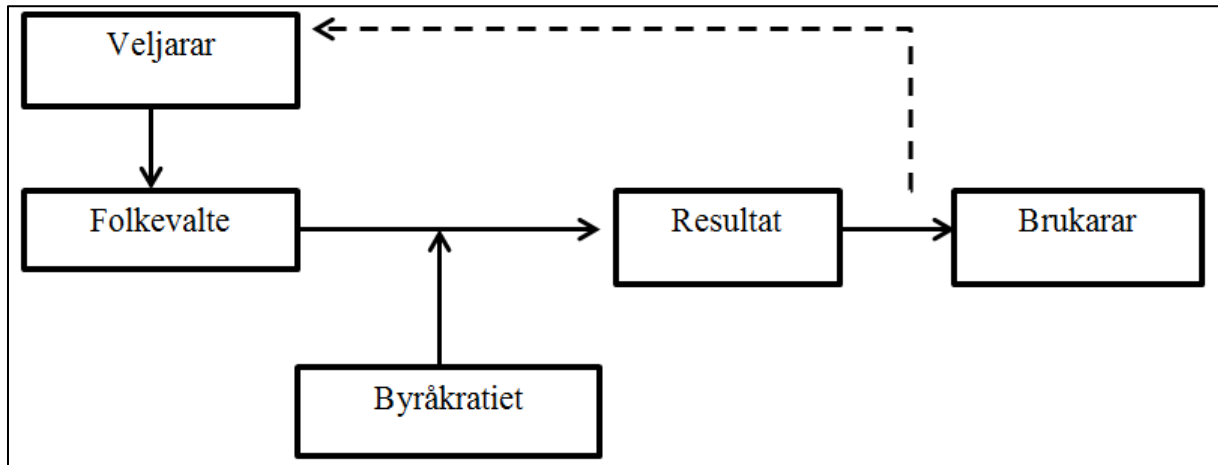 Veljarar
Folkevalte
Resultat
Brukarar
Byråkratiet